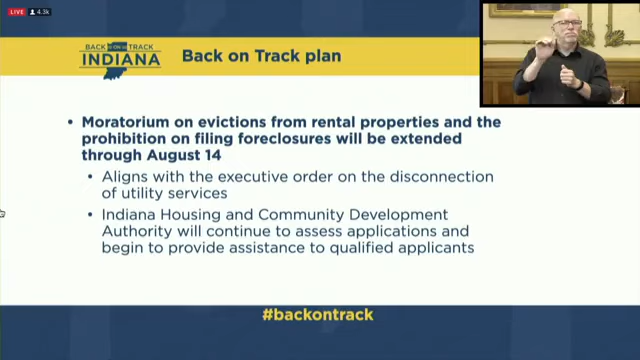 LIVE 4.3k
BACK ON TRACK
INDIANA
Back on Track plan
• Moratorium on evictions from rental properties and the
prohibition on filing foreclosures will be extended
through August 14
• Aligns with the executive order on the disconnection
of utility services
• Indiana Housing and Community Development
Authority will continue to assess applications and
begin to provide assistance to qualified applicants
#backontrack